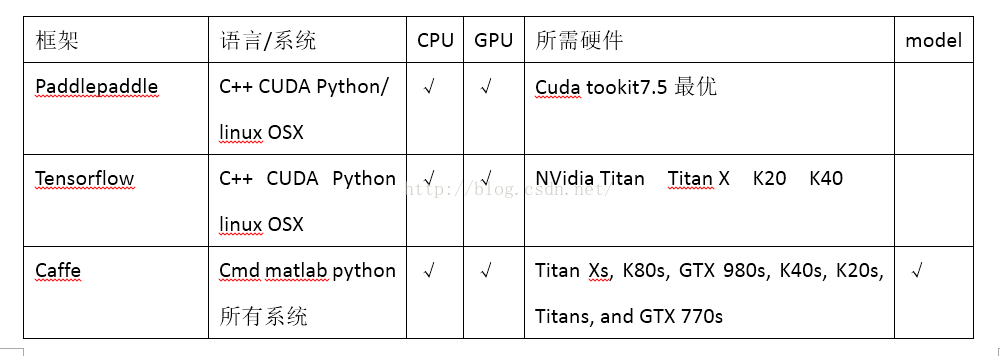 框架 语言/系统 CPU GPU 所需硬件 model
Paddlepaddle C++ CUDA Python/ √ √ Cuda tookit7.5 最优
linux OSX
Tensorflow C++ CUDA Python √ √ NVidia Titan Titan X K20 K40
http://blog.csdn.net/
linux OSX
Caffe Cmd matlab python √ √ Titan Xs, K80s, GTX 980s, K40s, K20s, √
所有系统 Titans, and GTX 770s